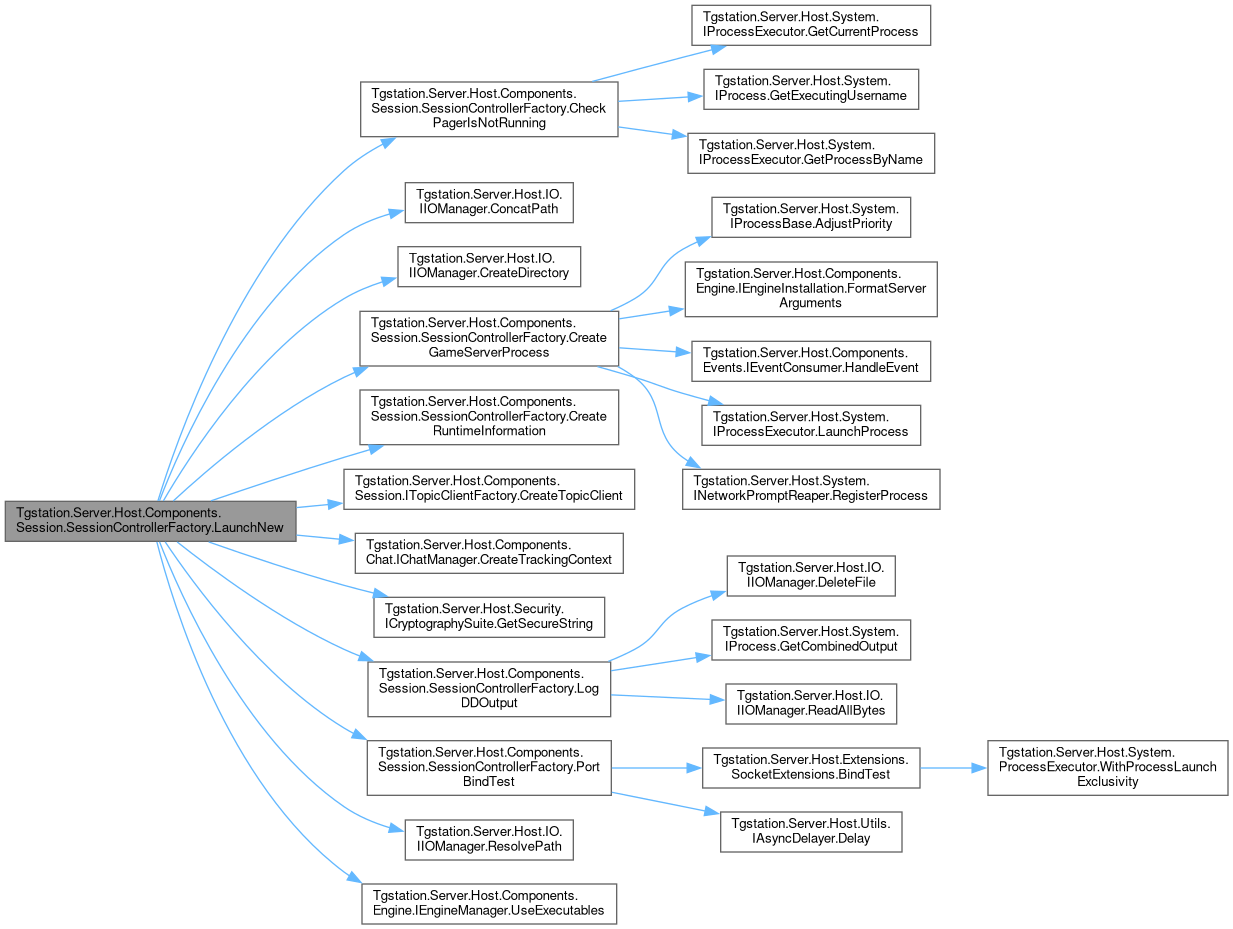 Tgstation.Server.Host.System.
IProcessExecutor.GetCurrentProcess
Tgstation.Server.Host.System.
IProcess.GetExecutingUsername
Tgstation.Server.Host.Components.
Session.SessionControllerFactory.Check
PagerIsNotRunning
Tgstation.Server.Host.System.
IProcessExecutor.GetProcessByName
Tgstation.Server.Host.IO.
IIOManager.ConcatPath
Tgstation.Server.Host.System.
IProcessBase.AdjustPriority
Tgstation.Server.Host.IO.
IIOManager.CreateDirectory
Tgstation.Server.Host.Components.
Engine.IEngineInstallation.FormatServer
Arguments
Tgstation.Server.Host.Components.
Session.SessionControllerFactory.Create
GameServerProcess
Tgstation.Server.Host.Components.
Events.IEventConsumer.HandleEvent
Tgstation.Server.Host.Components.
Session.SessionControllerFactory.Create
RuntimeInformation
Tgstation.Server.Host.System.
IProcessExecutor.LaunchProcess
Tgstation.Server.Host.Components.
Session.ITopicClientFactory.CreateTopicClient
Tgstation.Server.Host.System.
INetworkPromptReaper.RegisterProcess
Tgstation.Server.Host.Components.
Session.SessionControllerFactory.LaunchNew
Tgstation.Server.Host.Components.
Chat.IChatManager.CreateTrackingContext
Tgstation.Server.Host.IO.
IIOManager.DeleteFile
Tgstation.Server.Host.Security.
ICryptographySuite.GetSecureString
Tgstation.Server.Host.System.
IProcess.GetCombinedOutput
Tgstation.Server.Host.Components.
Session.SessionControllerFactory.Log
DDOutput
Tgstation.Server.Host.IO.
IIOManager.ReadAllBytes
Tgstation.Server.Host.Components.
Session.SessionControllerFactory.Port
BindTest
Tgstation.Server.Host.Extensions.
SocketExtensions.BindTest
Tgstation.Server.Host.System.
ProcessExecutor.WithProcessLaunch
Exclusivity
Tgstation.Server.Host.Utils.
IAsyncDelayer.Delay
Tgstation.Server.Host.IO.
IIOManager.ResolvePath
Tgstation.Server.Host.Components.
Engine.IEngineManager.UseExecutables